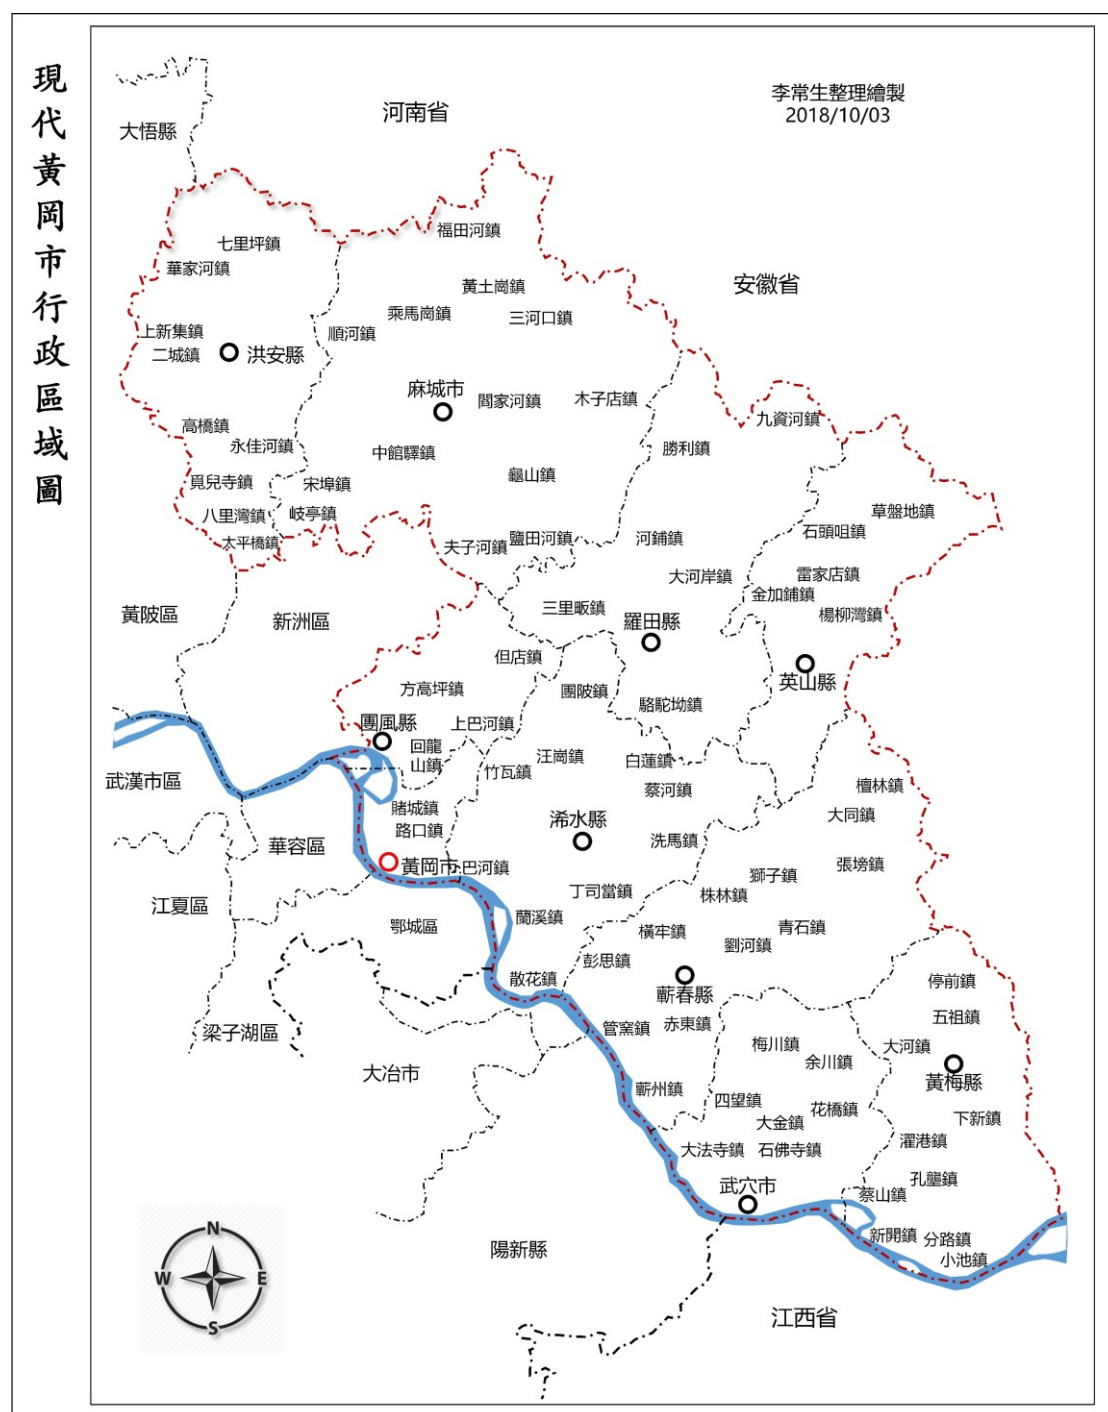 現代黃岡市行政區域圖
李常生整理繪製
2018/10/03
河南省
大悟縣
福田河鎮
七里坪鎮
華家河鎮
安徽省
黃土崗鎮
乘馬崗鎮
三河口鎮
上新集鎮
順河鎮
二城鎮
洪安縣
麻城市
閻家河鎮
木子店鎮
九資河鎮
高橋鎮
永佳河鎮
中館驛鎮
勝利鎮
龜山鎮
覓兒寺鎮
宋埠鎮
八里灣鎮
岐亭鎮
草盤地鎮
石頭咀鎮
太平橋鎮
夫子河鎮
鹽田河鎮
河鋪鎮
大河岸鎮
雷家店鎮
金加鋪鎮
楊柳灣鎮
黃陂區
新洲區
三里畈鎮
羅田縣
但店鎮
英山縣
方高坪鎮
團陂鎮
駱駝坳鎮
團風縣
上巴河鎮
回龍
山鎮
汪崗鎮
竹瓦鎮
白蓮鎮
武漢市區
蔡河鎮
檀林鎮
賭城鎮
大同鎮
路口鎮
浠水縣
洗馬鎮
華容區
黃岡市
巴河鎮
張塝鎮
獅子鎮
丁司當鎮
株林鎮
江夏區
鄂城區
蘭溪鎮
橫牢鎮
青石鎮
劉河鎮
彭思鎮
散花鎮
蘄春縣
停前鎮
五祖鎮
梁子湖區
管窯鎮
赤東鎮
梅川鎮
大河鎮
余川鎮
大冶市
黃梅縣
蘄州鎮
四望鎮
花橋鎮
大金鎮
下新鎮
濯港鎮
大法寺鎮
石佛寺鎮
武穴市
孔壟鎮
蔡山鎮
新開鎮
分路鎮
小池鎮
陽新縣
江西省
N
W
E
S